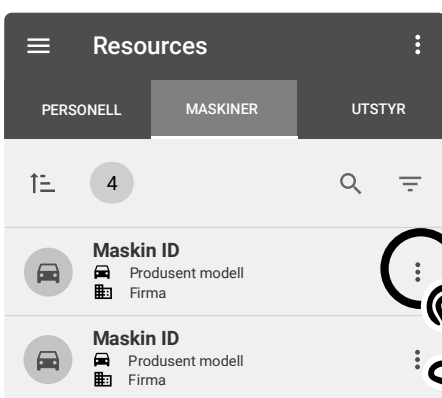 Resources
PERSONELL MASKINER UTSTYR
4
Maskin ID
Produsent modell
Firma
Maskin ID
Produsent modell
Firma